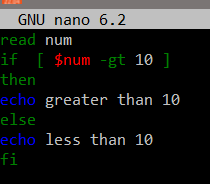 GNU nano 6.2
read num
if  [ $num -gt 10 ]
then
echo greater than 10
else
echo less than 10
fi